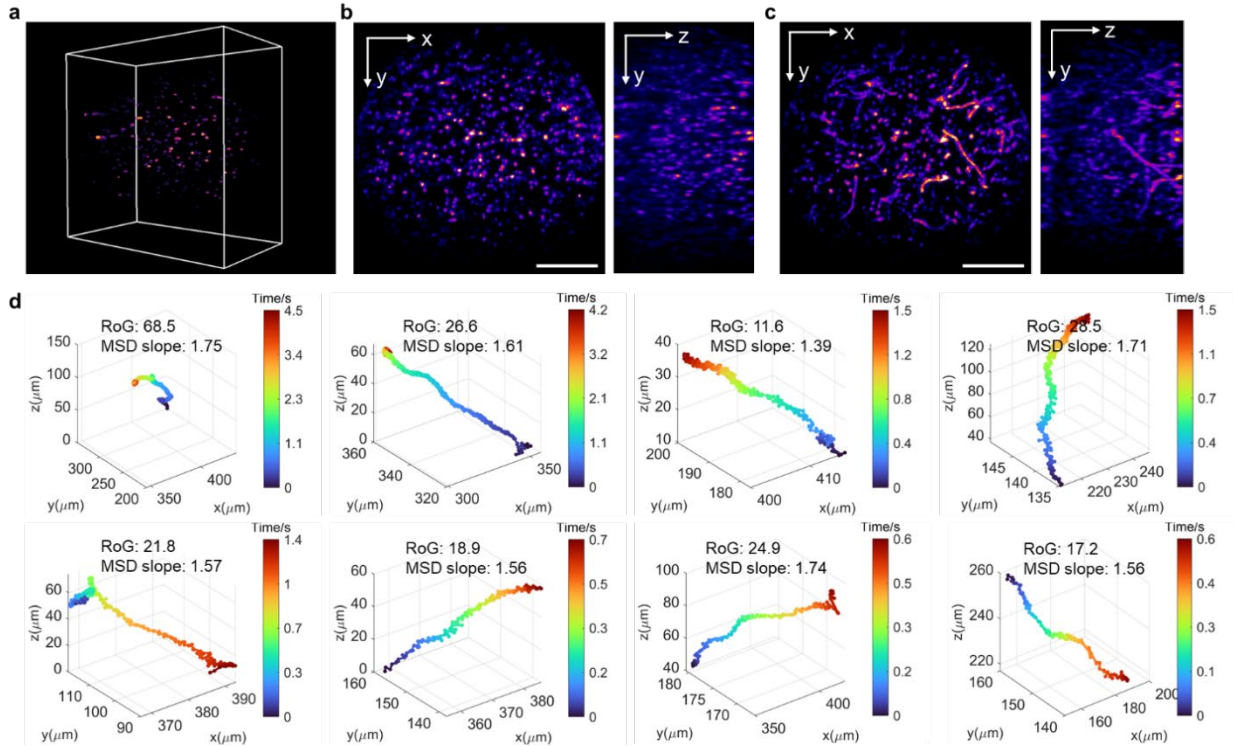 a
b
c
x
y
z
y
x
y
z
y
d
RoG: 68.5
MSD slope: 1.75
Time/s
4.5
3.4
2.3
1.1
0
z(μm)
150
100
50
0
300
250
200
y(μm)
350
400
x(μm)
RoG: 26.6
MSD slope: 1.61
Time/s
4.2
3.2
2.1
1.1
0
z(μm)
60
40
20
0
360
340
320
y(μm)
300
350
x(μm)
RoG: 11.6
MSD slope: 1.39
Time/s
1.5
1.1
0.8
0.4
0
z(μm)
40
30
20
10
200
190
180
y(μm)
400
410
x(μm)
RoG: 28.5
MSD slope: 1.71
Time/s
1.5
1.1
0.8
0.4
0
z(μm)
120
100
80
60
40
145
140
135
y(μm)
220
230
240
x(μm)
RoG: 21.8
MSD slope: 1.57
Time/s
1.4
1
0.7
0.3
0
z(μm)
60
40
20
0
110
100
90
y(μm)
370
380
390
x(μm)
RoG: 18.9
MSD slope: 1.56
Time/s
0.7
0.5
0.3
0.2
0
z(μm)
60
40
20
0
160
150
140
y(μm)
360
370
380
x(μm)
RoG: 24.9
MSD slope: 1.74
Time/s
0.6
0.5
0.3
0.2
0
z(μm)
100
80
60
40
180
175
170
y(μm)
350
400
x(μm)
RoG: 17.2
MSD slope: 1.56
Time/s
0.6
0.4
0.3
0.1
0
z(μm)
260
240
220
160
150
140
y(μm)
160
180
200
x(μm)